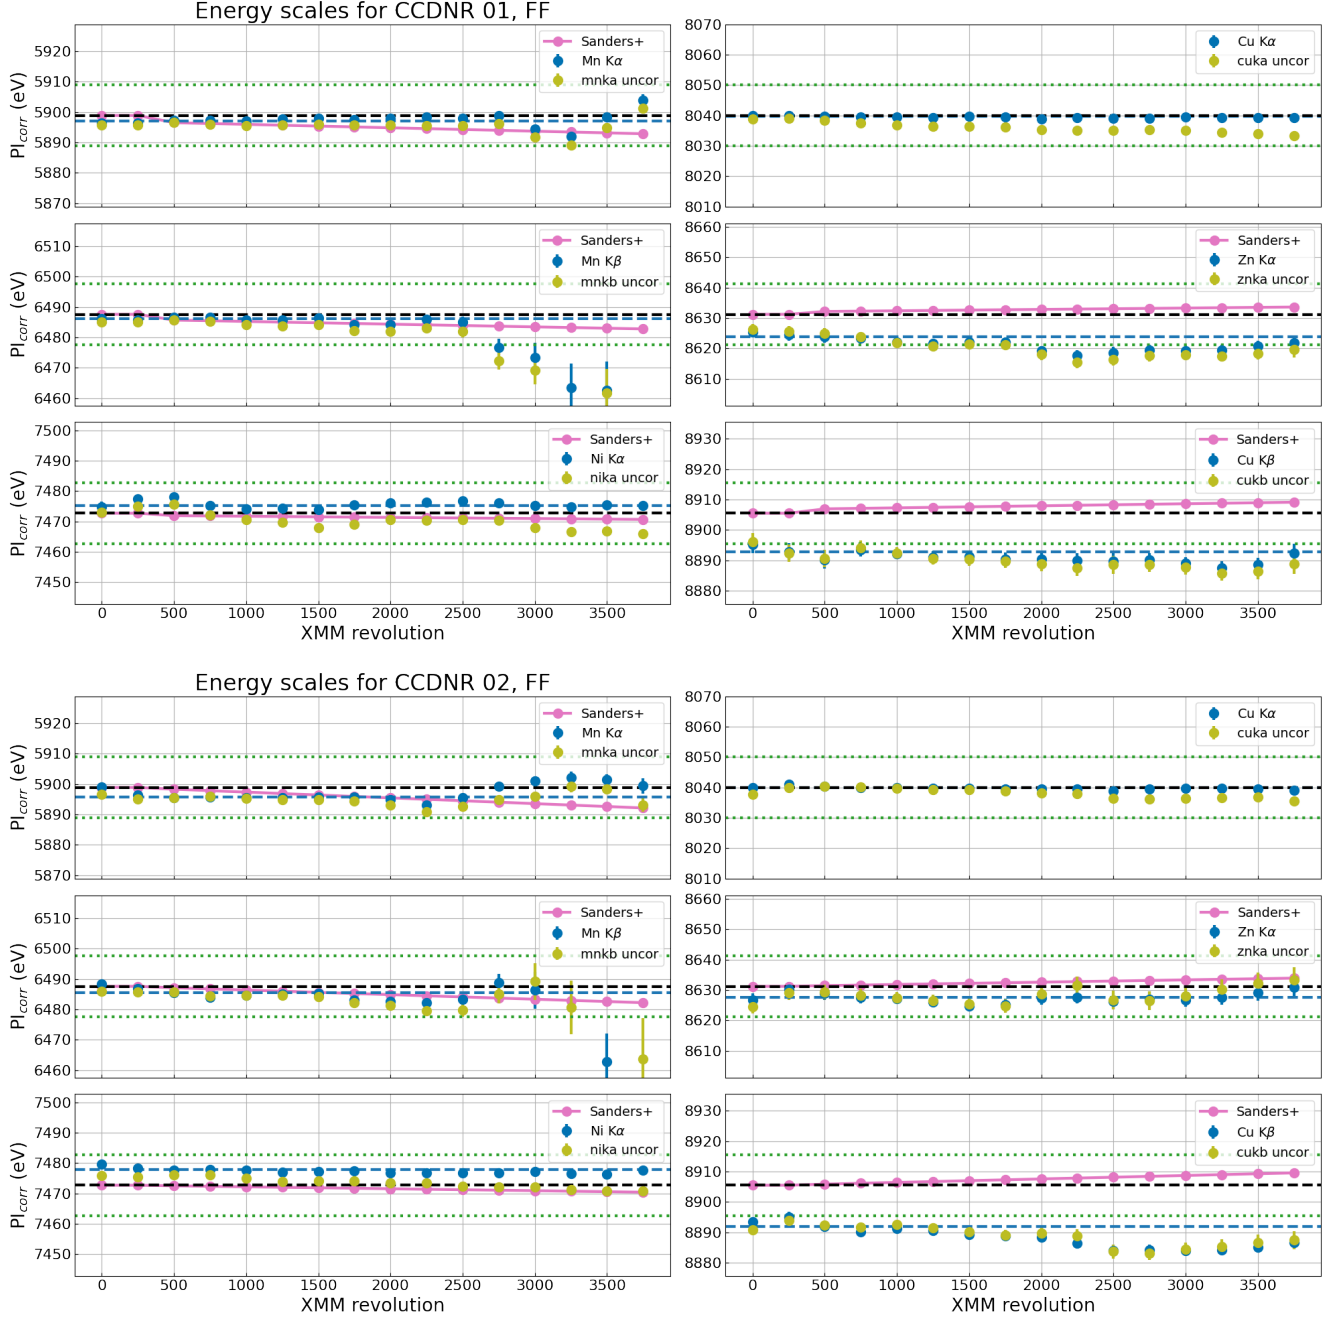 Energy scales for CCDNR 01, FF
PI_corr (eV)
5920
5910
5900
5890
5880
5870
Sanders+
Mn Kα
mnka uncor
8070
8060
8050
8040
8030
8020
8010
Cu Kα
cuka uncor
PI_corr (eV)
6510
6500
6490
6480
6470
6460
Sanders+
Mn Kβ
mnkb uncor
8660
8650
8640
8630
8620
8610
Sanders+
Zn Kα
znka uncor
PI_corr (eV)
7500
7490
7480
7470
7460
7450
Sanders+
Ni Kα
nika uncor
0 500 1000 1500 2000 2500 3000 3500
XMM revolution
8930
8920
8910
8900
8890
8880
Sanders+
Cu Kβ
cukb uncor
0 500 1000 1500 2000 2500 3000 3500
XMM revolution
Energy scales for CCDNR 02, FF
PI_corr (eV)
5920
5910
5900
5890
5880
5870
Sanders+
Mn Kα
mnka uncor
8070
8060
8050
8040
8030
8020
8010
Cu Kα
cuka uncor
PI_corr (eV)
6510
6500
6490
6480
6470
6460
Sanders+
Mn Kβ
mnkb uncor
8660
8650
8640
8630
8620
8610
Sanders+
Zn Kα
znka uncor
PI_corr (eV)
7500
7490
7480
7470
7460
7450
Sanders+
Ni Kα
nika uncor
0 500 1000 1500 2000 2500 3000 3500
XMM revolution
8930
8920
8910
8900
8890
8880
Sanders+
Cu Kβ
cukb uncor
0 500 1000 1500 2000 2500 3000 3500
XMM revolution